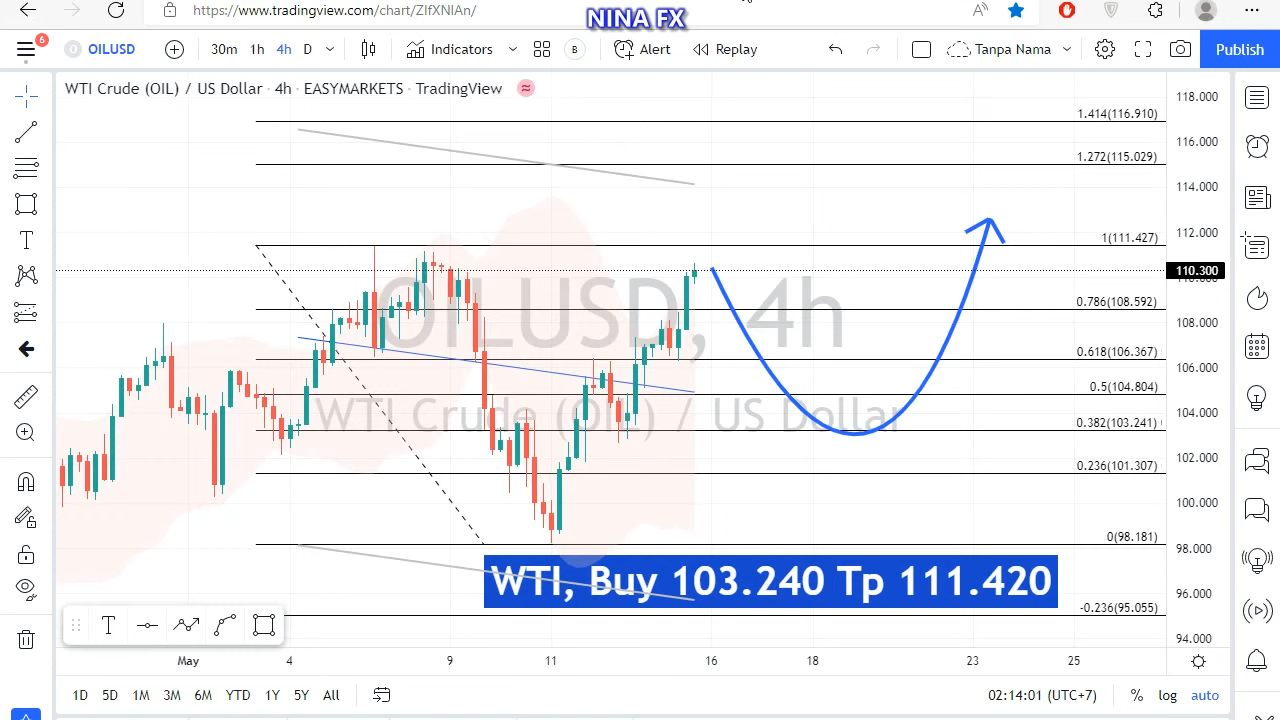 https://www.tradingview.com/chart/ZIfXNIAn/
NINA FX
6
OILUSD
30m 1h 4h D
Indicators
B
Alert
Replay
Tanpa Nama
Publish
WTI Crude (OIL) / US Dollar · 4h · EASYMARKETS · TradingView
118.000
1.414(116.910)
116.000
1.272(115.029)
114.000
112.000
1(111.427)
110.300
OILUSD, 4h
0.786(108.592)
108.000
0.618(106.367)
106.000
0.5(104.804)
WTI Crude (OIL) / US Dollar
104.000
0.382(103.241)
102.000
0.236(101.307)
100.000
0(98.181)
98.000
WTI, Buy 103.240 Tp 111.420
96.000
-0.236(95.055)
94.000
May 4 9 11 16 18 23 25
1D 5D 1M 3M 6M YTD 1Y 5Y All
02:14:01 (UTC+7) % log auto